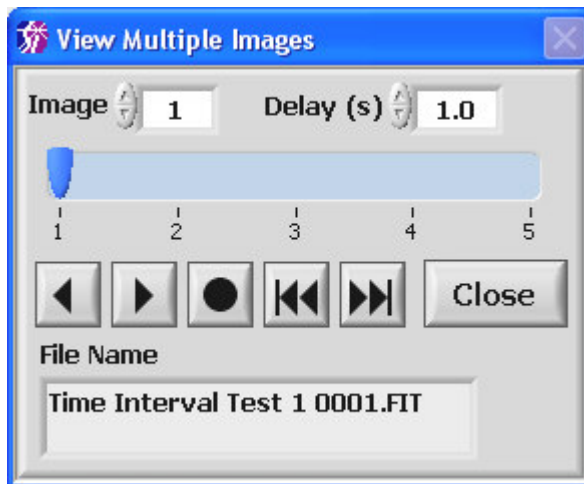 View Multiple Images
Image 1 Delay (s) 1.0
1 2 3 4 5
Close
File Name
Time Interval Test 1 0001.FIT